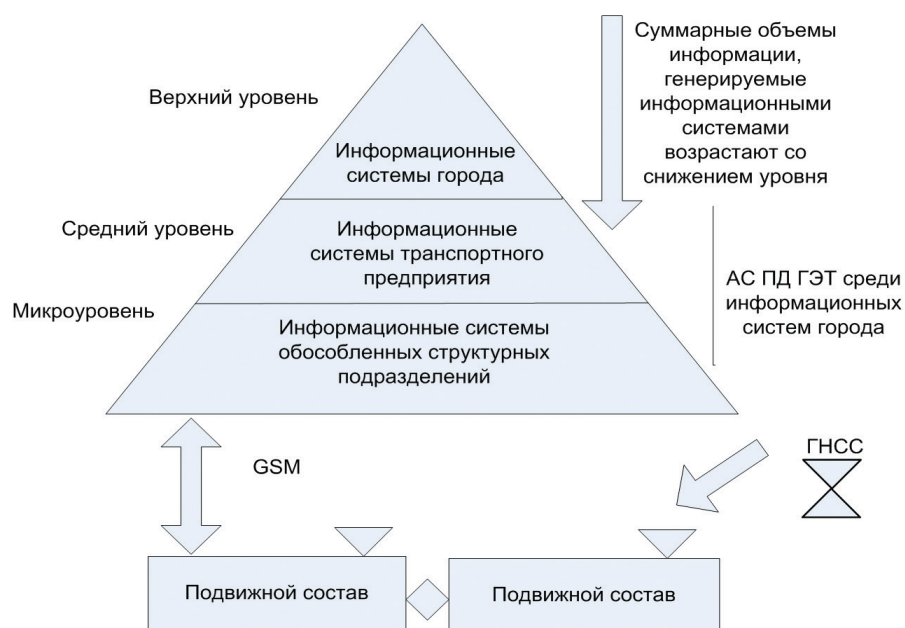 Верхний уровень
Информационные
системы города
Суммарные объемы
информации,
генерируемые
информационными
системами
возрастают со
снижением уровня
Средний уровень
Информационные
системы транспортного
предприятия
Микроуровень
Информационные системы
обособленных структурных
подразделений
АС ПД ГЭТ среди
информационных
систем города
GSM
ГНСС
Подвижной состав
Подвижной состав